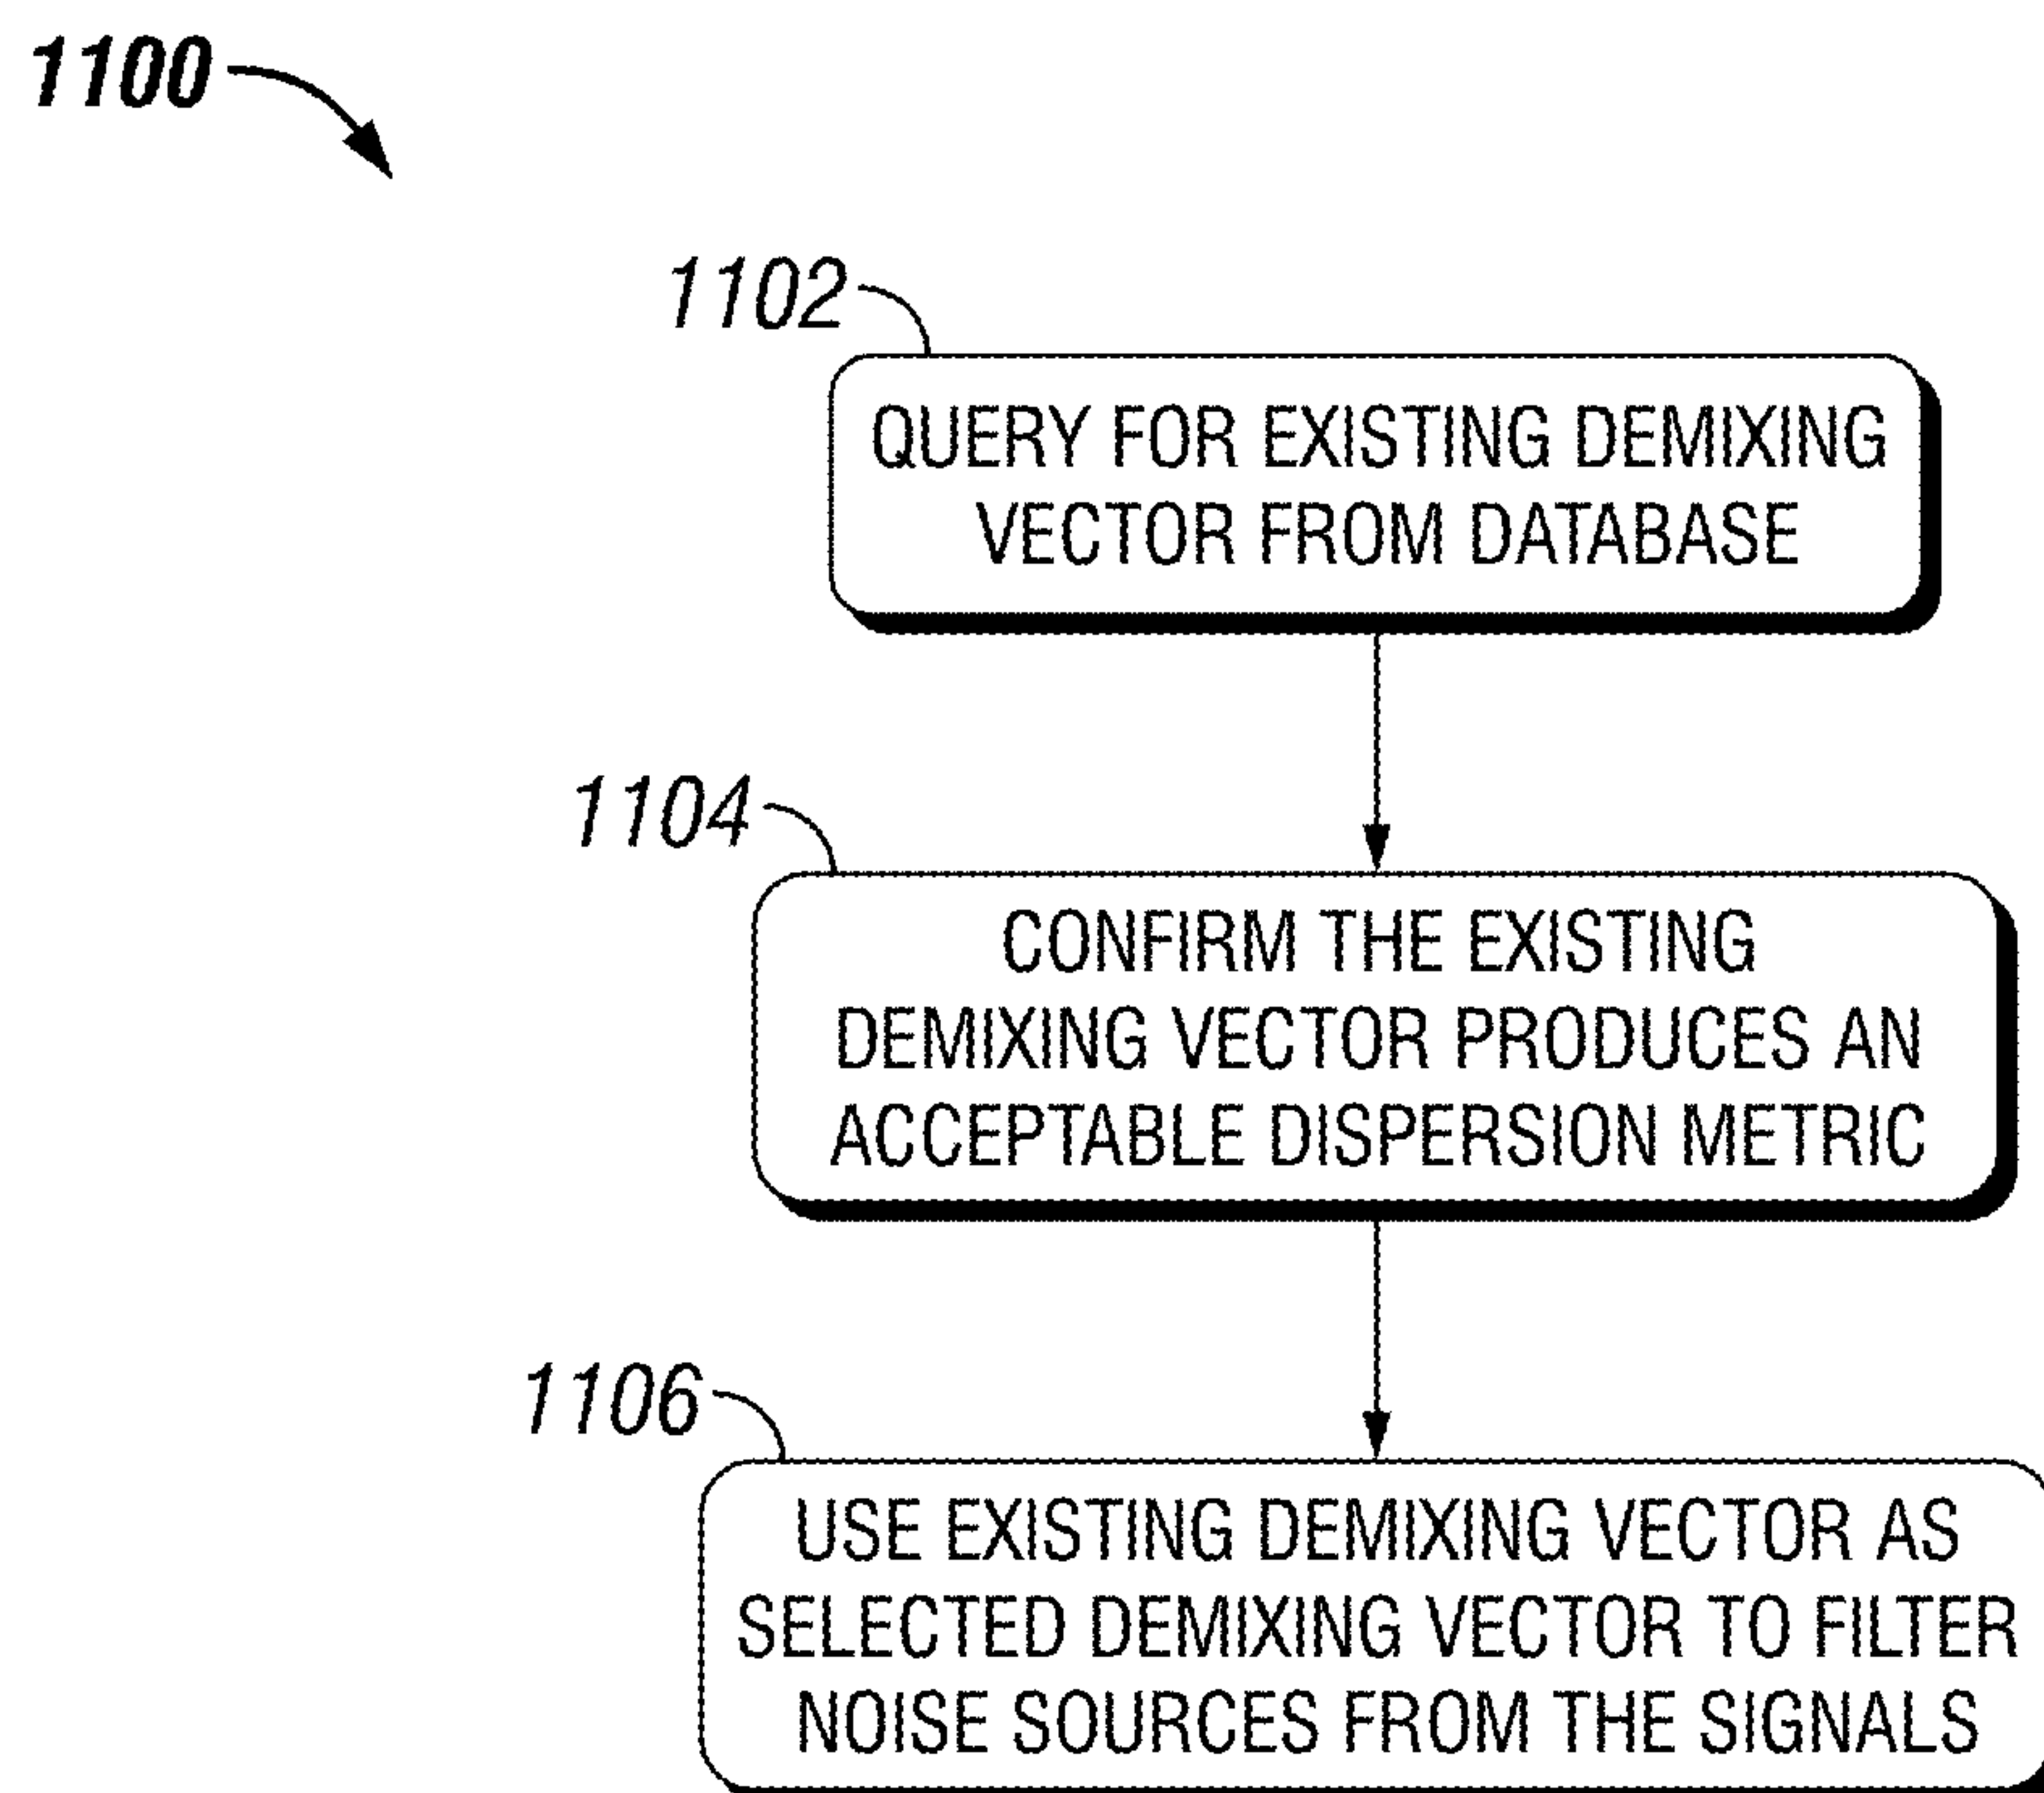 1100
1102
QUERY FOR EXISTING DEMIXING
VECTOR FROM DATABASE
1104
CONFIRM THE EXISTING
DEMIXING VECTOR PRODUCES AN
ACCEPTABLE DISPERSION METRIC
1106
USE EXISTING DEMIXING VECTOR AS
SELECTED DEMIXING VECTOR TO FILTER
NOISE SOURCES FROM THE SIGNALS